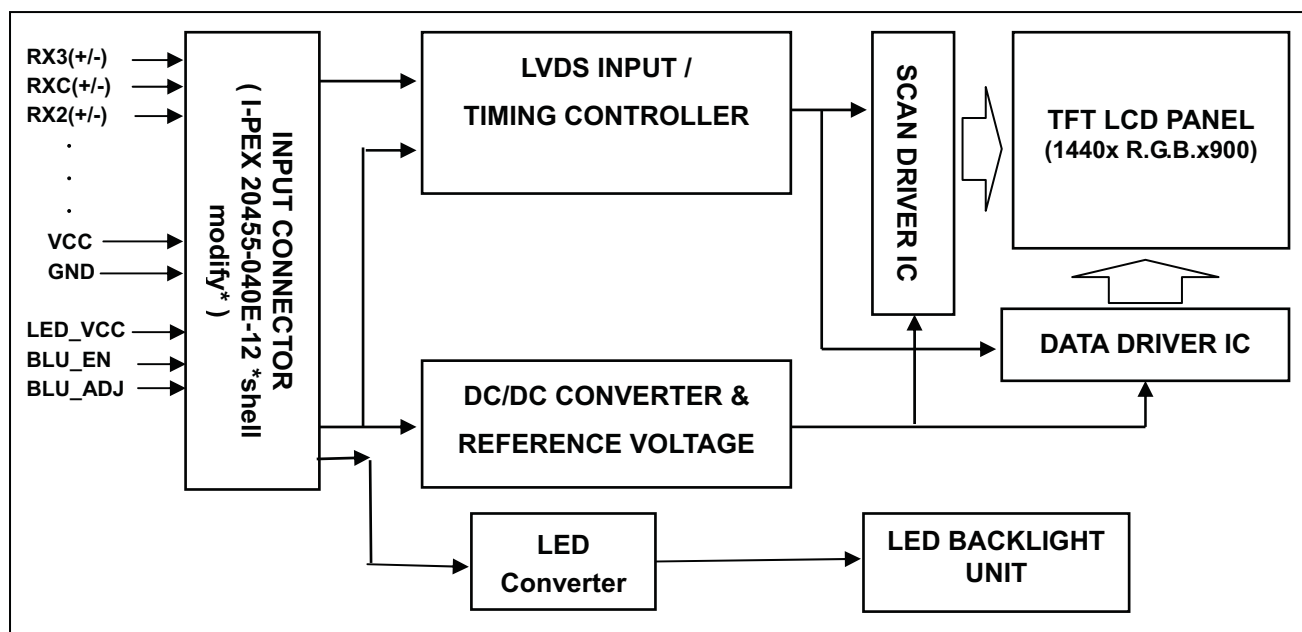 RX3(+/-)
RXC(+/-)
RX2(+/-)
.
.
.
VCC
GND
LED_VCC
BLU_EN
BLU_ADJ
INPUT CONNECTOR
( I-PEX 20455-040E-12 *shell
modify* )
LVDS INPUT /
TIMING CONTROLLER
DC/DC CONVERTER &
REFERENCE VOLTAGE
LED
Converter
SCAN DRIVER IC
TFT LCD PANEL
(1440x R.G.B.x900)
DATA DRIVER IC
LED BACKLIGHT
UNIT